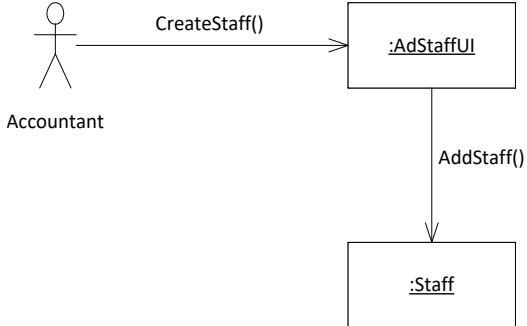 CreateStaff()
:AdStaffUI
Accountant
AddStaff()
:Staff